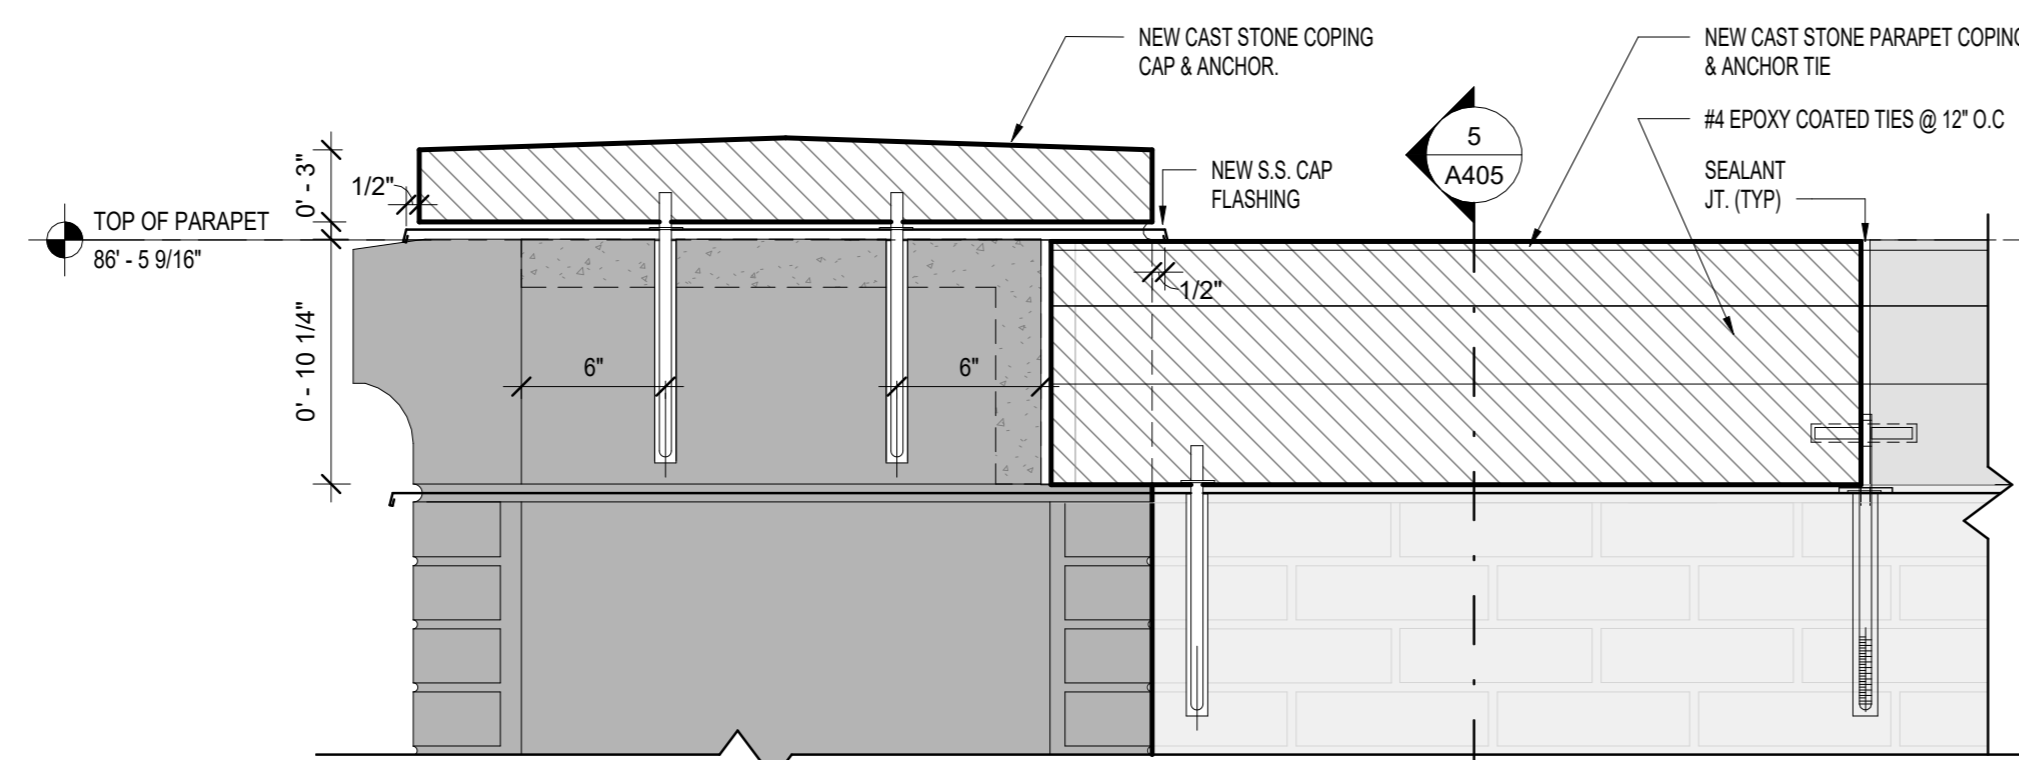 NEW CAST STONE COPING
CAP & ANCHOR.
NEW CAST STONE PARAPET COPING
& ANCHOR TIE
#4 EPOXY COATED TIES @ 12" O.C
SEALANT
JT. (TYP)
5
A405
NEW S.S. CAP
FLASHING
0' - 3"
1/2"
TOP OF PARAPET
86' - 5 9/16"
1/2"
0' - 10 1/4"
6"
6"